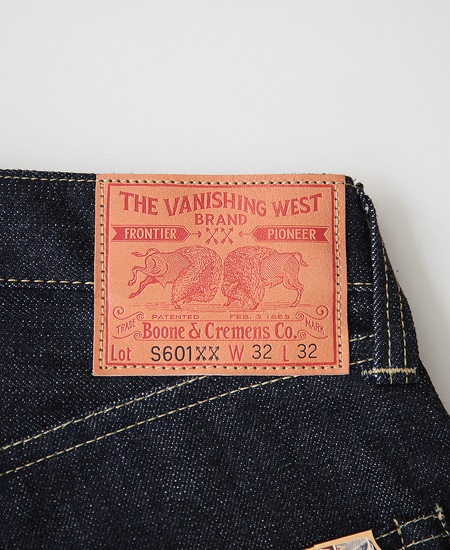 THE VANISHING WEST
BRAND
FRONTIER XX PIONEER
PATENTED FEB. 3. 1863
TRADE MARK
Boone & Cremens Co.
Lot S601XX W 32 L 32